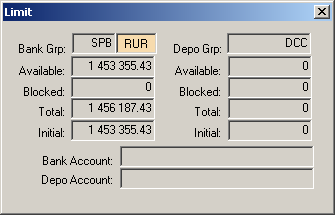 Limit
Bank Grp: SPB RUR Depo Grp: DCC
Available: 1 453 355.43 Available: 0
Blocked: 0 Blocked: 0
Total: 1 456 187.43 Total: 0
Initial: 1 453 355.43 Initial: 0
Bank Account:
Depo Account: